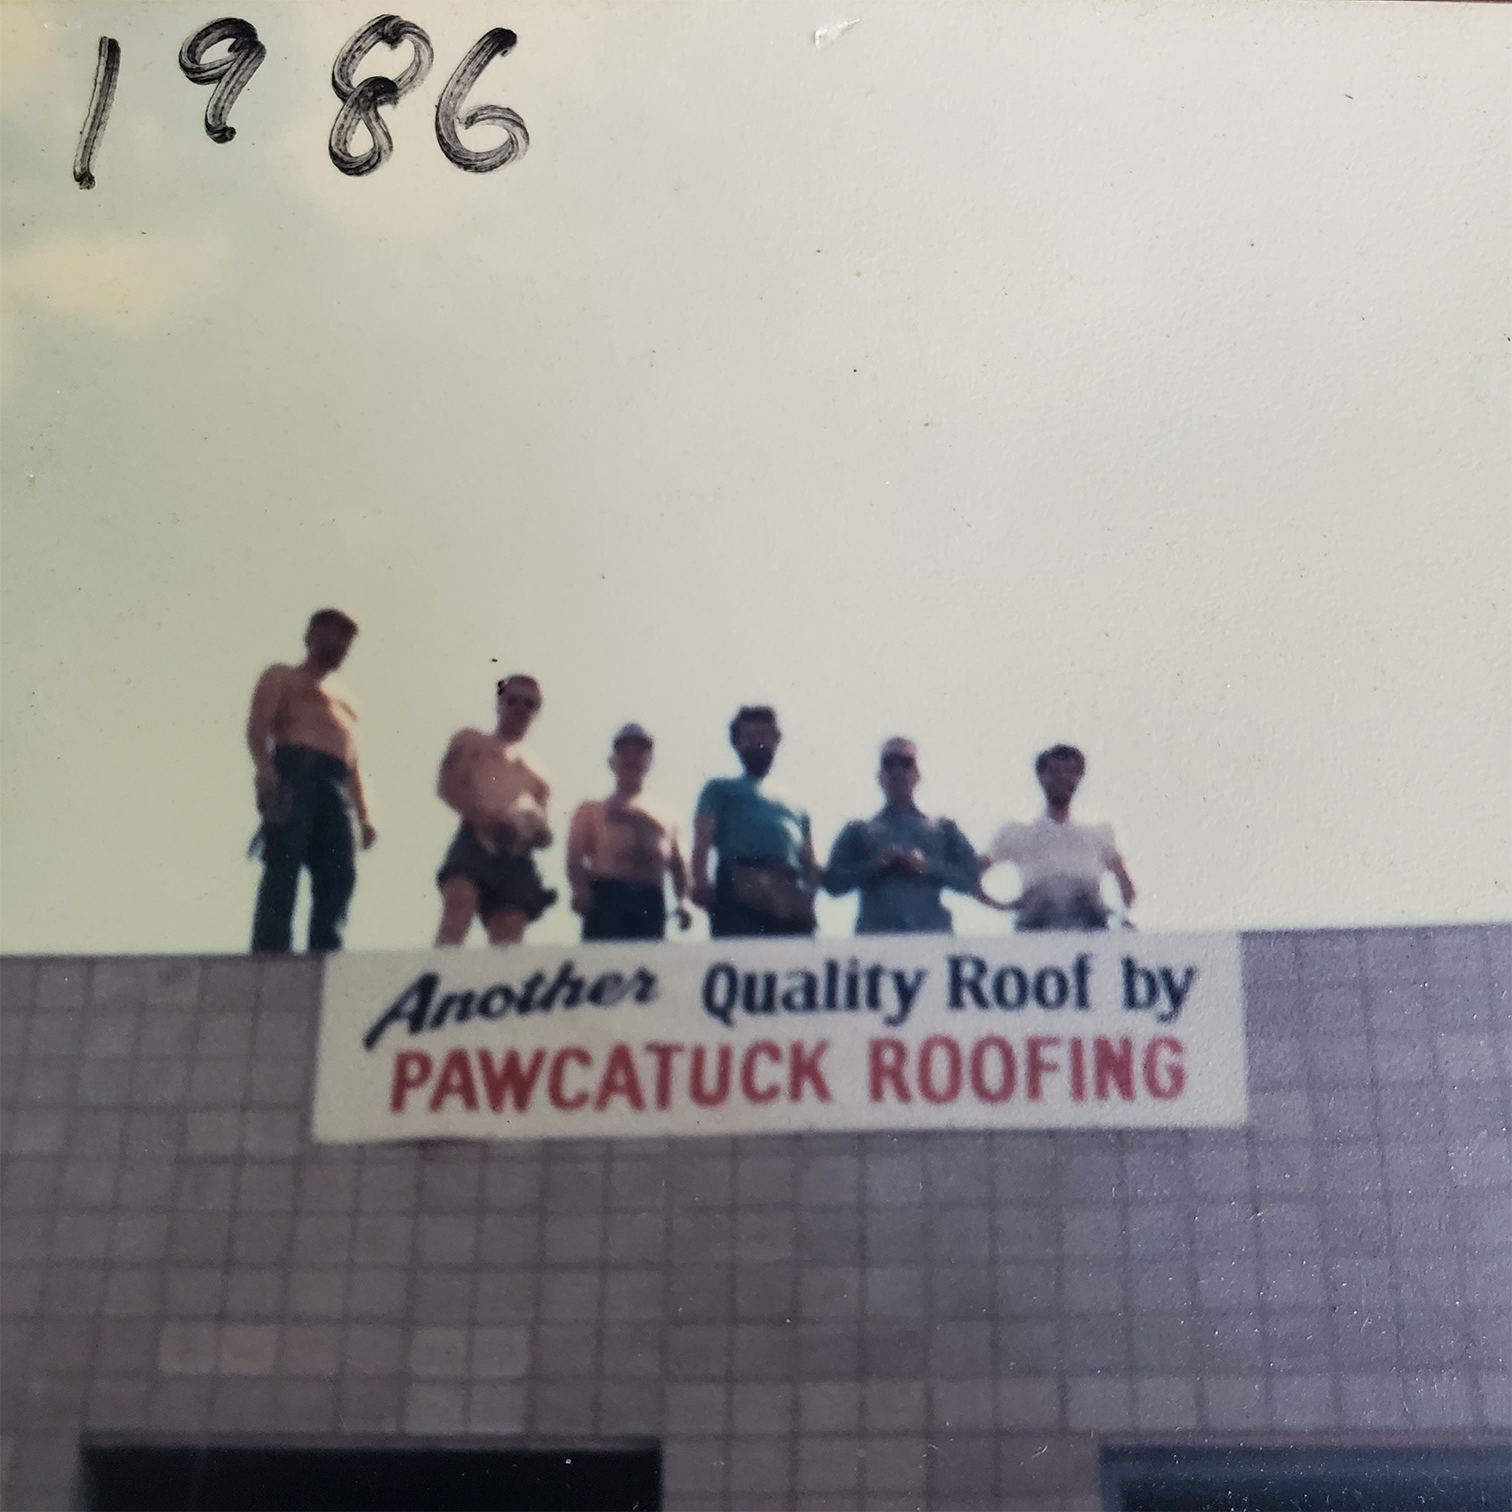 1986
Another Quality Roof by
PAWCATUCK ROOFING